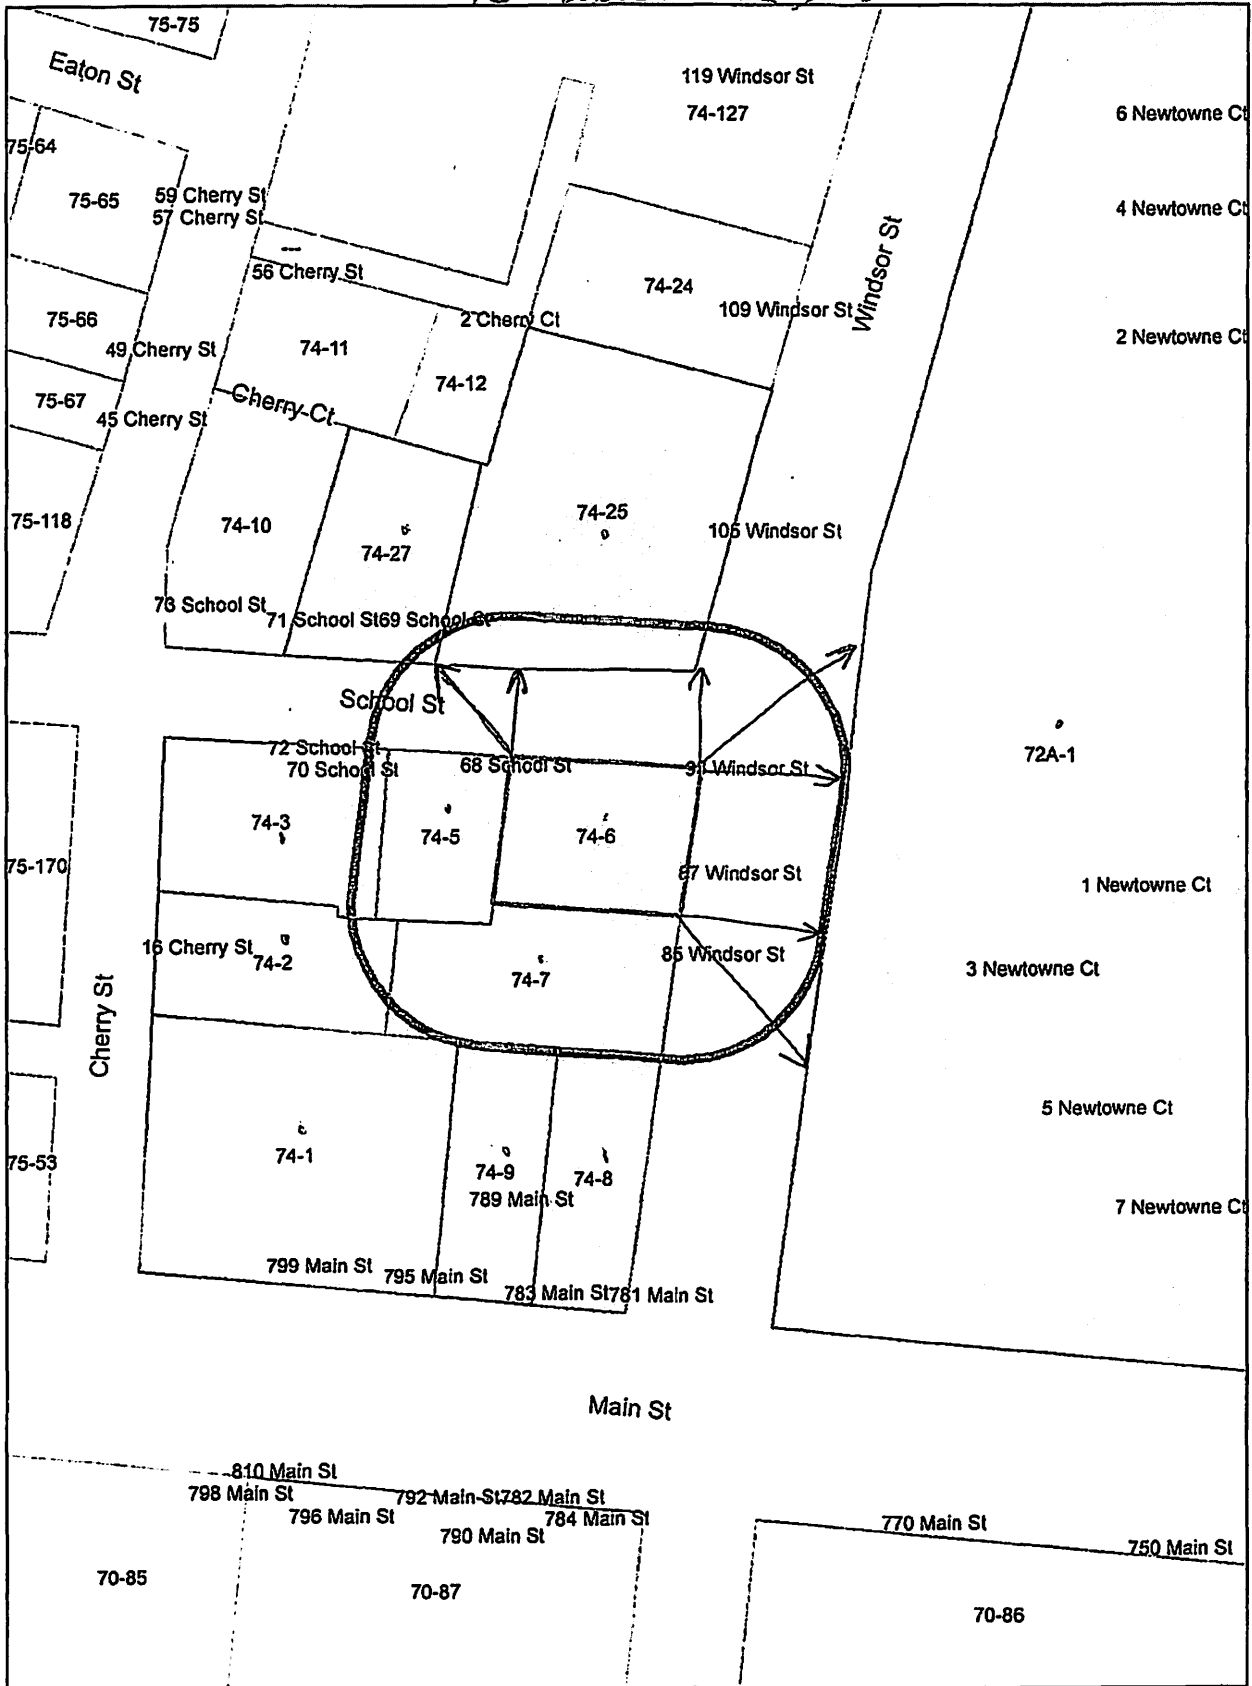 75-75
Eaton St
119 Windsor St
74-127
6 Newtowne Ct
75-64
75-65
59 Cherry St
57 Cherry St
4 Newtowne Ct
Windsor St
56 Cherry St
74-24
109 Windsor St
75-66
2 Cherry Ct
2 Newtowne Ct
49 Cherry St
74-11
74-12
75-67
45 Cherry St
Cherry Ct
75-118
74-10
74-27
74-25
105 Windsor St
73 School St
71 School St
69 School St
School St
72 School St
70 School St
68 School St
91 Windsor St
72A-1
74-3
74-5
74-6
75-170
87 Windsor St
1 Newtowne Ct
16 Cherry St
74-2
74-7
85 Windsor St
3 Newtowne Ct
Cherry St
5 Newtowne Ct
75-53
74-1
74-9
74-8
789 Main St
7 Newtowne Ct
799 Main St
795 Main St
783 Main St
781 Main St
Main St
810 Main St
798 Main St
792 Main St
782 Main St
796 Main St
784 Main St
790 Main St
770 Main St
750 Main St
70-85
70-87
70-86